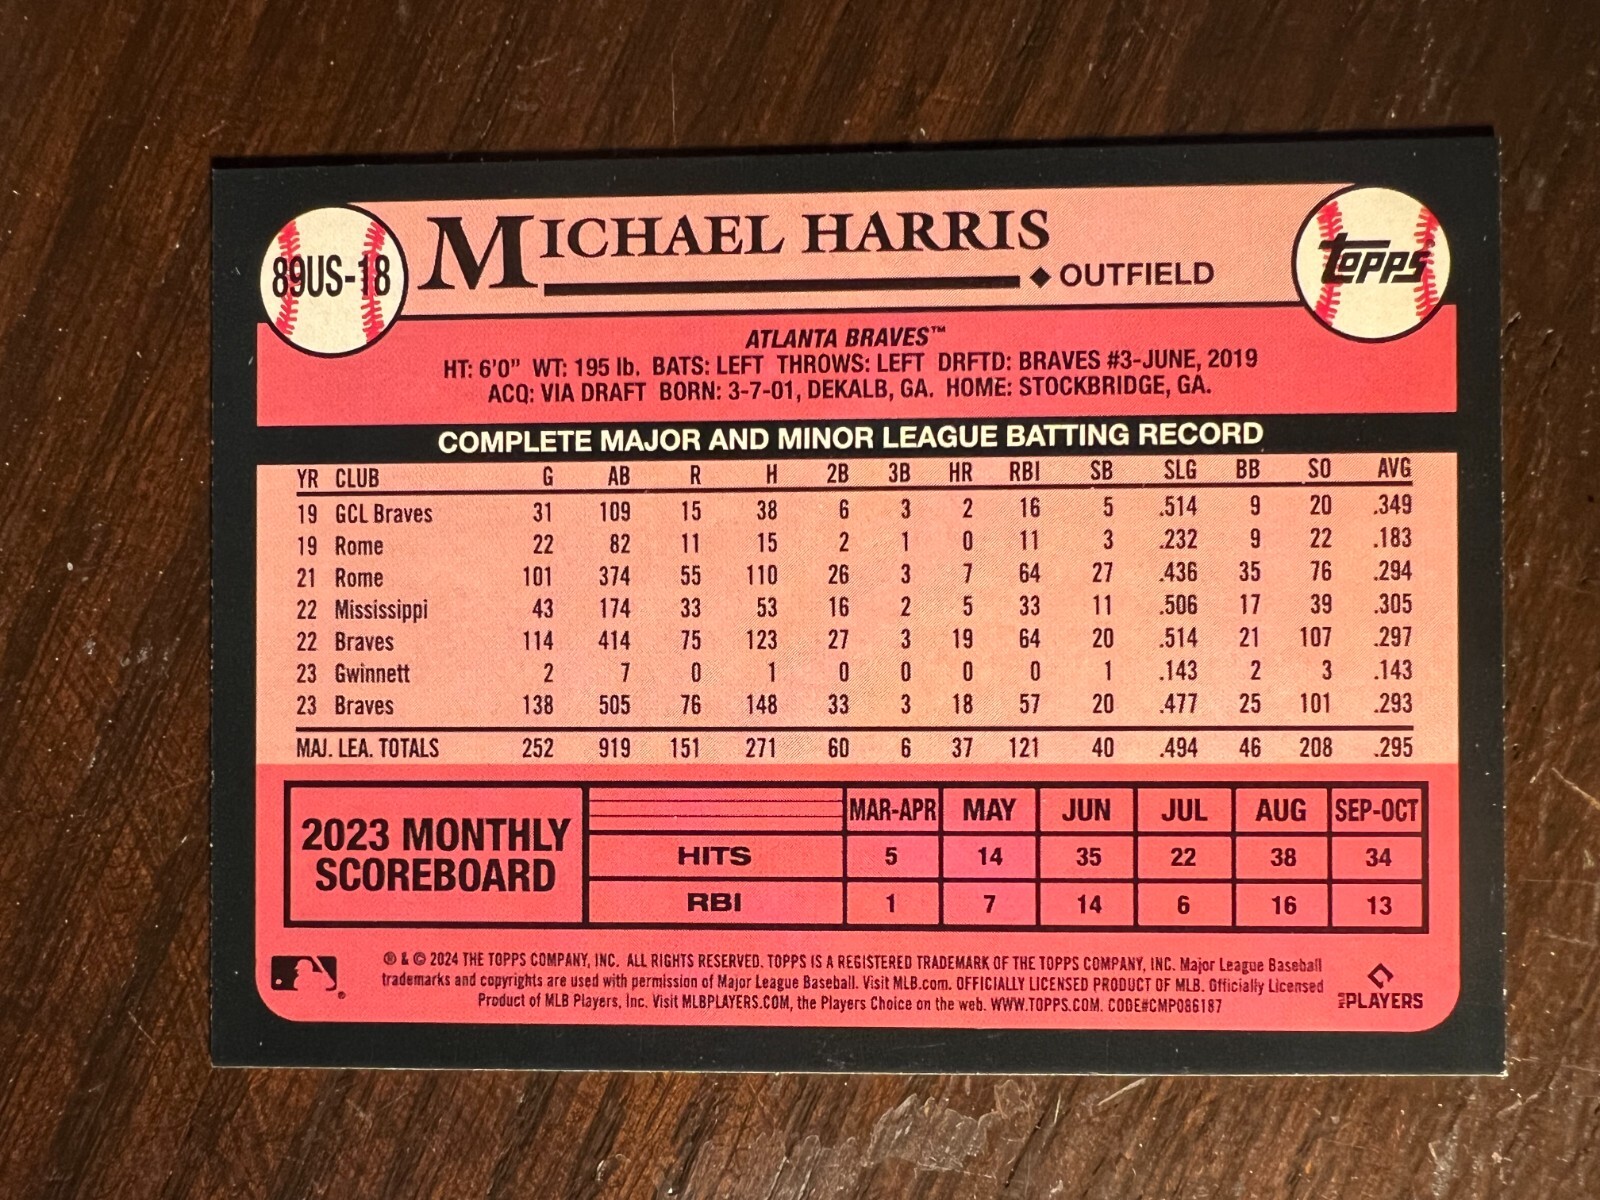 89US-18
MICHAEL HARRIS
◆ OUTFIELD
topps
ATLANTA BRAVES™
HT: 6'0" WT: 195 lb. BATS: LEFT THROWS: LEFT DRFTD: BRAVES #3-JUNE, 2019
ACQ: VIA DRAFT BORN: 3-7-01, DEKALB, GA. HOME: STOCKBRIDGE, GA.
COMPLETE MAJOR AND MINOR LEAGUE BATTING RECORD
YR CLUB G AB R H 2B 3B HR RBI SB SLG BB SO AVG
19 GCL Braves 31 109 15 38 6 3 2 16 5 .514 9 20 .349
19 Rome 22 82 11 15 2 1 0 11 3 .232 9 22 .183
21 Rome 101 374 55 110 26 3 7 64 27 .436 35 76 .294
22 Mississippi 43 174 33 53 16 2 5 33 11 .506 17 39 .305
22 Braves 114 414 75 123 27 3 19 64 20 .514 21 107 .297
23 Gwinnett 2 7 0 1 0 0 0 0 1 .143 2 3 .143
23 Braves 138 505 76 148 33 3 18 57 20 .477 25 101 .293
MAJ. LEA. TOTALS 252 919 151 271 60 6 37 121 40 .494 46 208 .295
2023 MONTHLY
SCOREBOARD
MAR-APR MAY JUN JUL AUG SEP-OCT
HITS 5 14 35 22 38 34
RBI 1 7 14 6 16 13
® & © 2024 THE TOPPS COMPANY, INC. ALL RIGHTS RESERVED. TOPPS IS A REGISTERED TRADEMARK OF THE TOPPS COMPANY, INC. Major League Baseball
trademarks and copyrights are used with permission of Major League Baseball. Visit MLB.com. OFFICIALLY LICENSED PRODUCT OF MLB. Officially Licensed
Product of MLB Players, Inc. Visit MLBPLAYERS.COM, the Players Choice on the web. WWW.TOPPS.COM. CODE#CMP086187
®
MLB PLAYERS